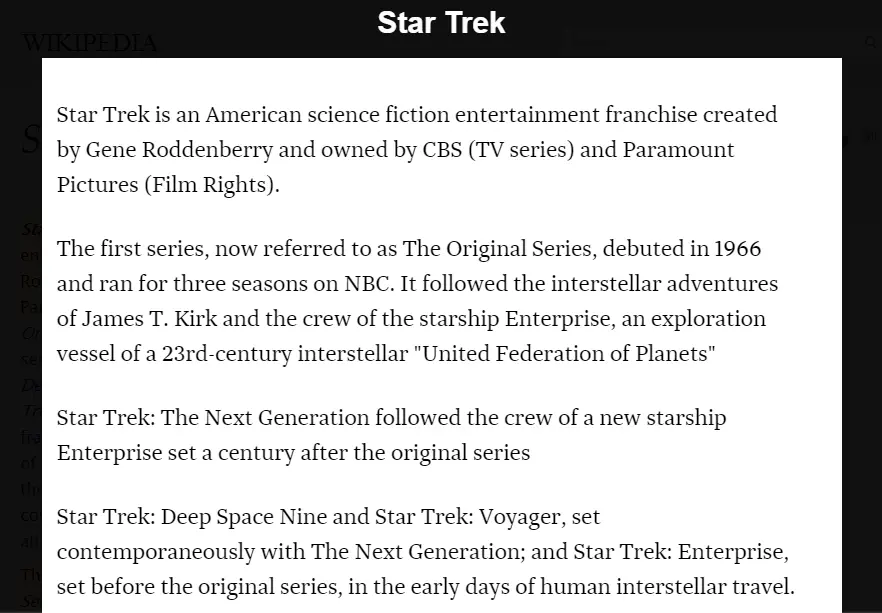 Star Trek
WIKIPEDIA
Star Trek is an American science fiction entertainment franchise created
by Gene Roddenberry and owned by CBS (TV series) and Paramount
Pictures (Film Rights).
The first series, now referred to as The Original Series, debuted in 1966
and ran for three seasons on NBC. It followed the interstellar adventures
of James T. Kirk and the crew of the starship Enterprise, an exploration
vessel of a 23rd-century interstellar "United Federation of Planets"
Star Trek: The Next Generation followed the crew of a new starship
Enterprise set a century after the original series
Star Trek: Deep Space Nine and Star Trek: Voyager, set
contemporaneously with The Next Generation; and Star Trek: Enterprise,
set before the original series, in the early days of human interstellar travel.